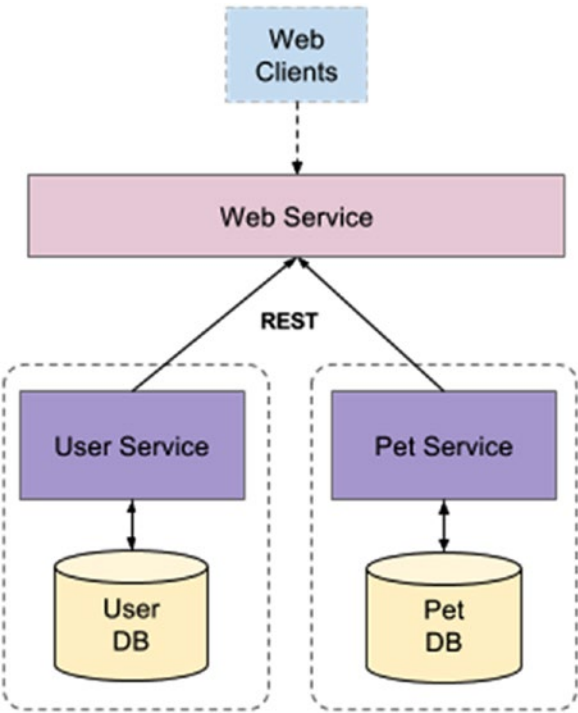 Web
Clients
Web Service
REST
User Service
Pet Service
User
DB
Pet
DB